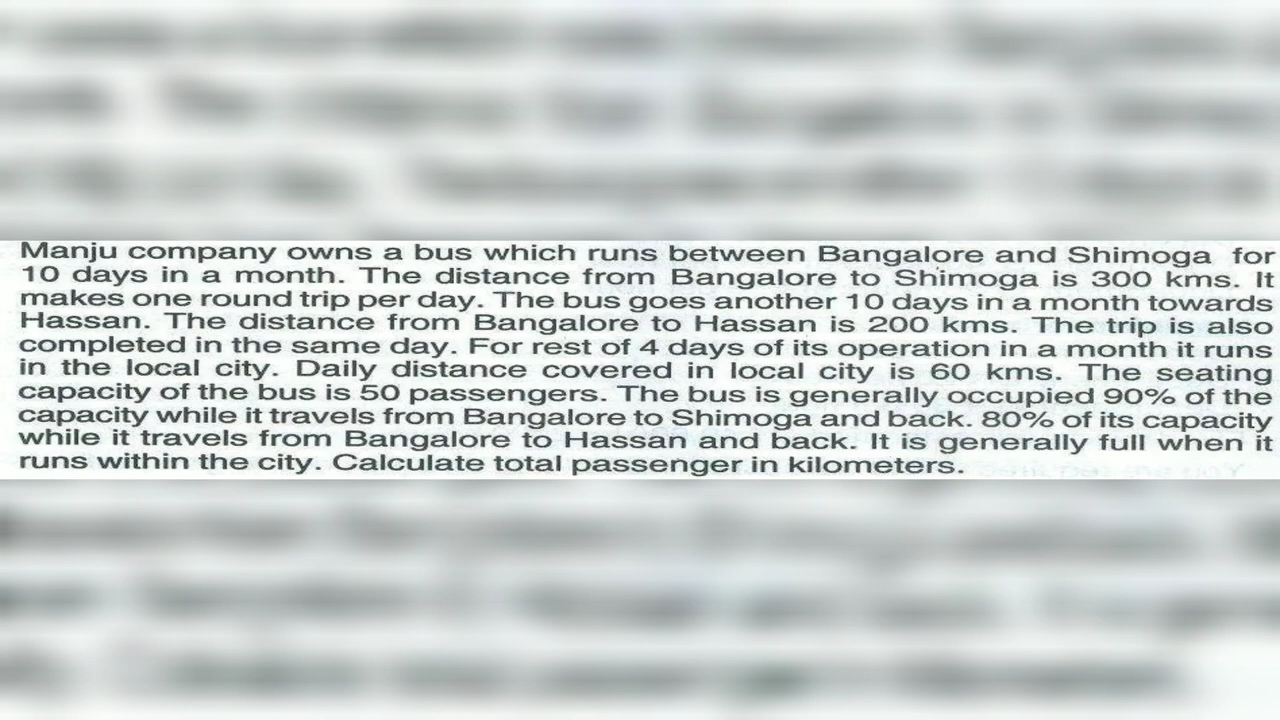 Manju company owns a bus which runs between Bangalore and Shimoga for
10 days in a month. The distance from Bangalore to Shimoga is 300 kms. It
makes one round trip per day. The bus goes another 10 days in a month towards
Hassan. The distance from Bangalore to Hassan is 200 kms. The trip is also
completed in the same day. For rest of 4 days of its operation in a month it runs
in the local city. Daily distance covered in local city is 60 kms. The seating
capacity of the bus is 50 passengers. The bus is generally occupied 90% of the
capacity while it travels from Bangalore to Shimoga and back. 80% of its capacity
while it travels from Bangalore to Hassan and back. It is generally full when it
runs within the city. Calculate total passenger in kilometers.